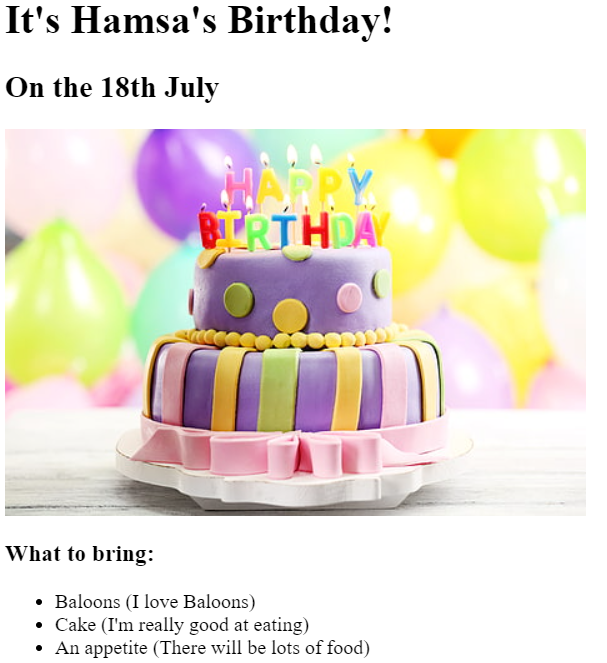 It's Hamsa's Birthday!
On the 18th July
HAPPY
BIRTHDAY
What to bring:
Baloons (I love Baloons)
Cake (I'm really good at eating)
An appetite (There will be lots of food)